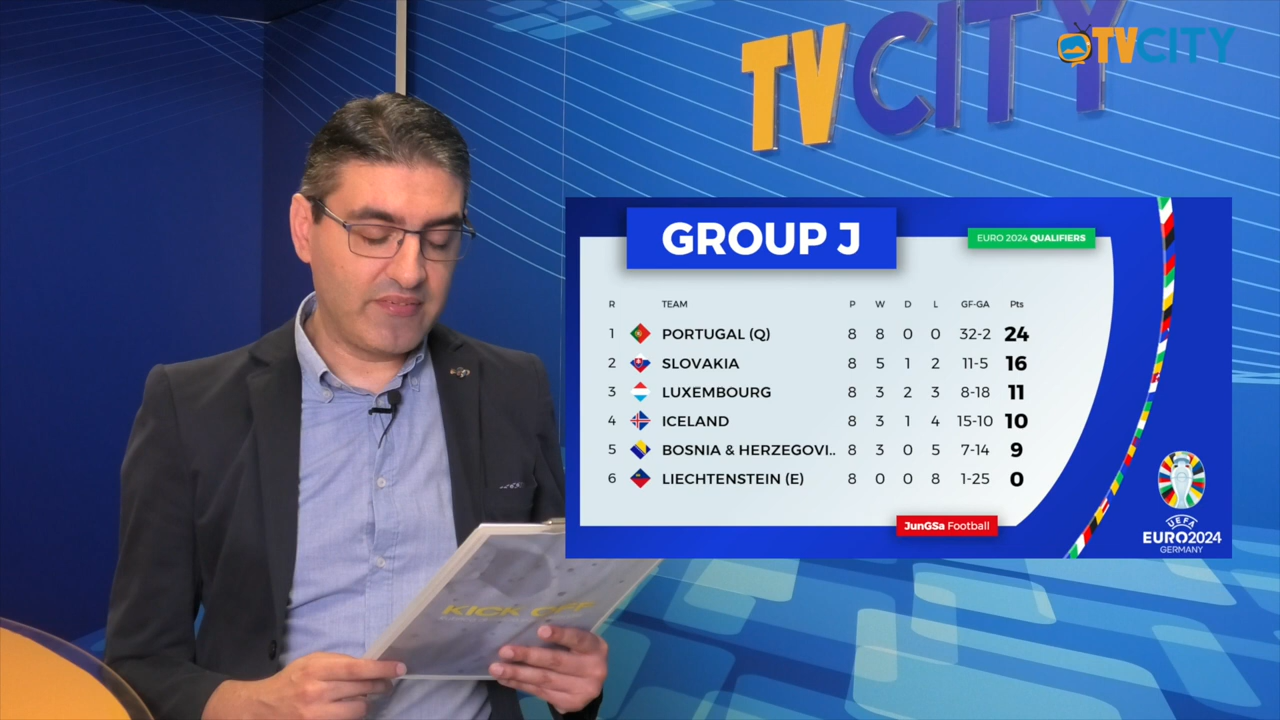 TVCITY
TVCITY
GROUP J
EURO 2024 QUALIFIERS
R TEAM P W D L GF-GA Pts
1 PORTUGAL (Q) 8 8 0 0 32-2 24
2 SLOVAKIA 8 5 1 2 11-5 16
3 LUXEMBOURG 8 3 2 3 8-18 11
4 ICELAND 8 3 1 4 15-10 10
5 BOSNIA & HERZEGOVI.. 8 3 0 5 7-14 9
6 LIECHTENSTEIN (E) 8 0 0 8 1-25 0
JunGSa Football
UEFA
EURO2024
GERMANY
KICK OFF